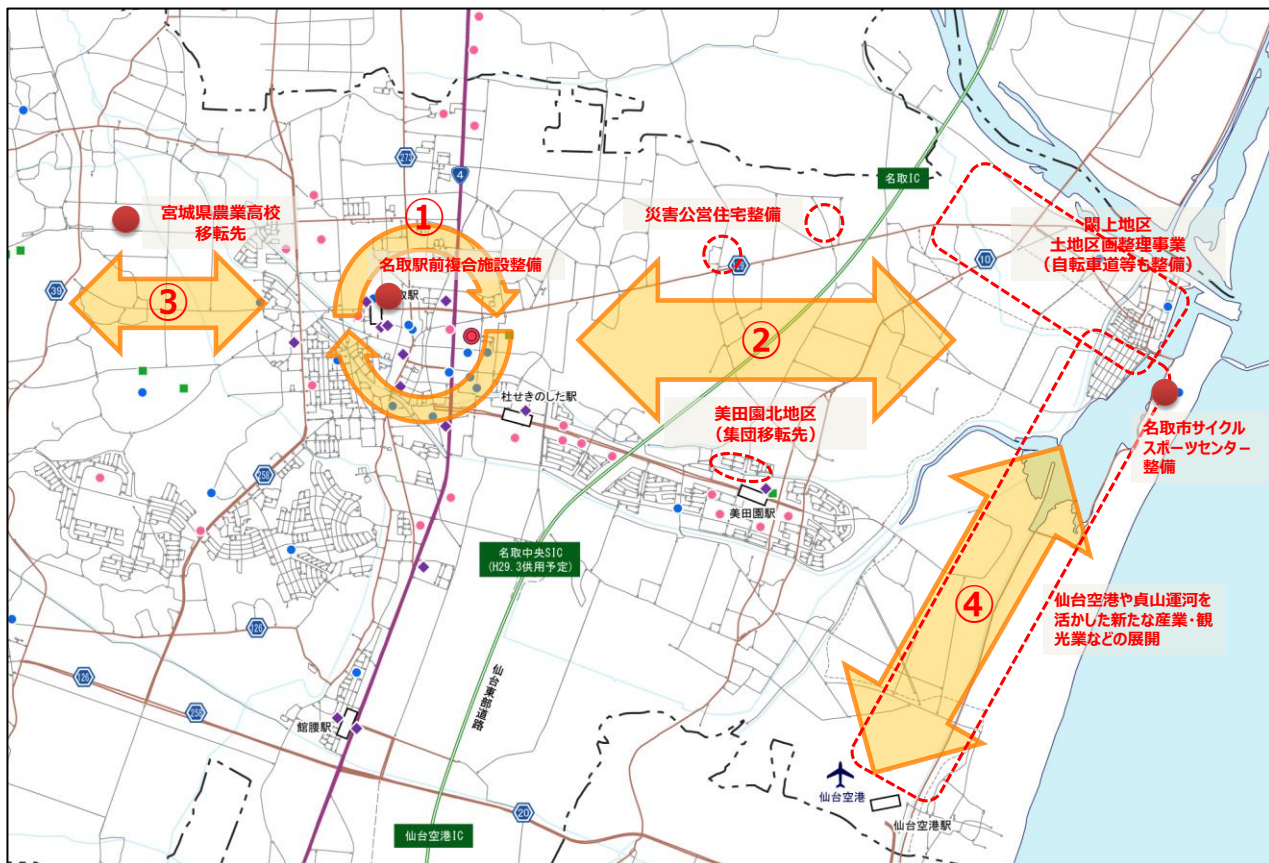 273
4
名取IC
宮城県農業高校
移転先
①
名取駅前複合施設整備
災害公営住宅整備
閖上地区
土地区画整理事業
(自転車道等も整備)
10
39
③
取駅
②
杜せきのした駅
美田園北地区
(集団移転先)
美田園駅
名取市サイクル
スポーツセンター
整備
258
名取中央SIC
(H29.3供用予定)
④
仙台空港や貞山運河を
活かした新たな産業・観
光業などの展開
126
126
258
館腰駅
仙台東部道路
20
仙台空港IC
仙台空港
仙台空港駅